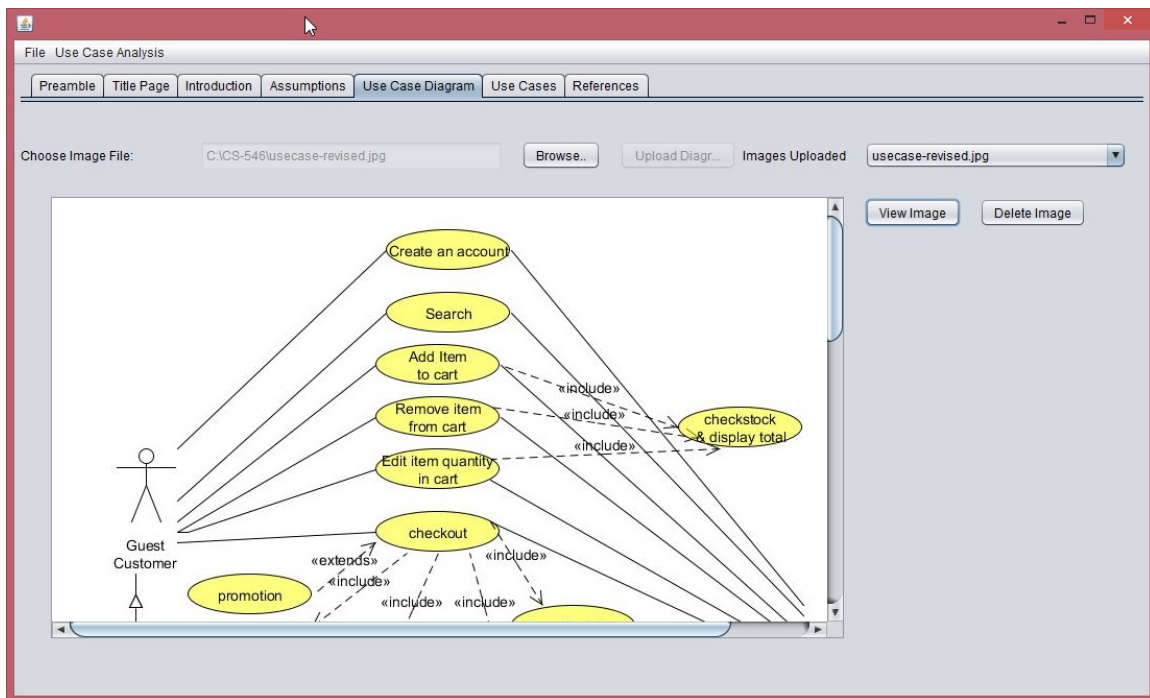 File Use Case Analysis
Preamble Title Page Introduction Assumptions Use Case Diagram Use Cases References
Choose Image File: C:\CS-546\usecase-revised.jpg Browse.. Upload Diagr... Images Uploaded usecase-revised.jpg
View Image Delete Image
Create an account
Search
Add Item
to cart
«include»
Remove item
from cart
«include»
checkstock
& display total
«include»
Edit item quantity
in cart
checkout
Guest
Customer
«extends»
«include»
«include»
promotion
«include» «include»